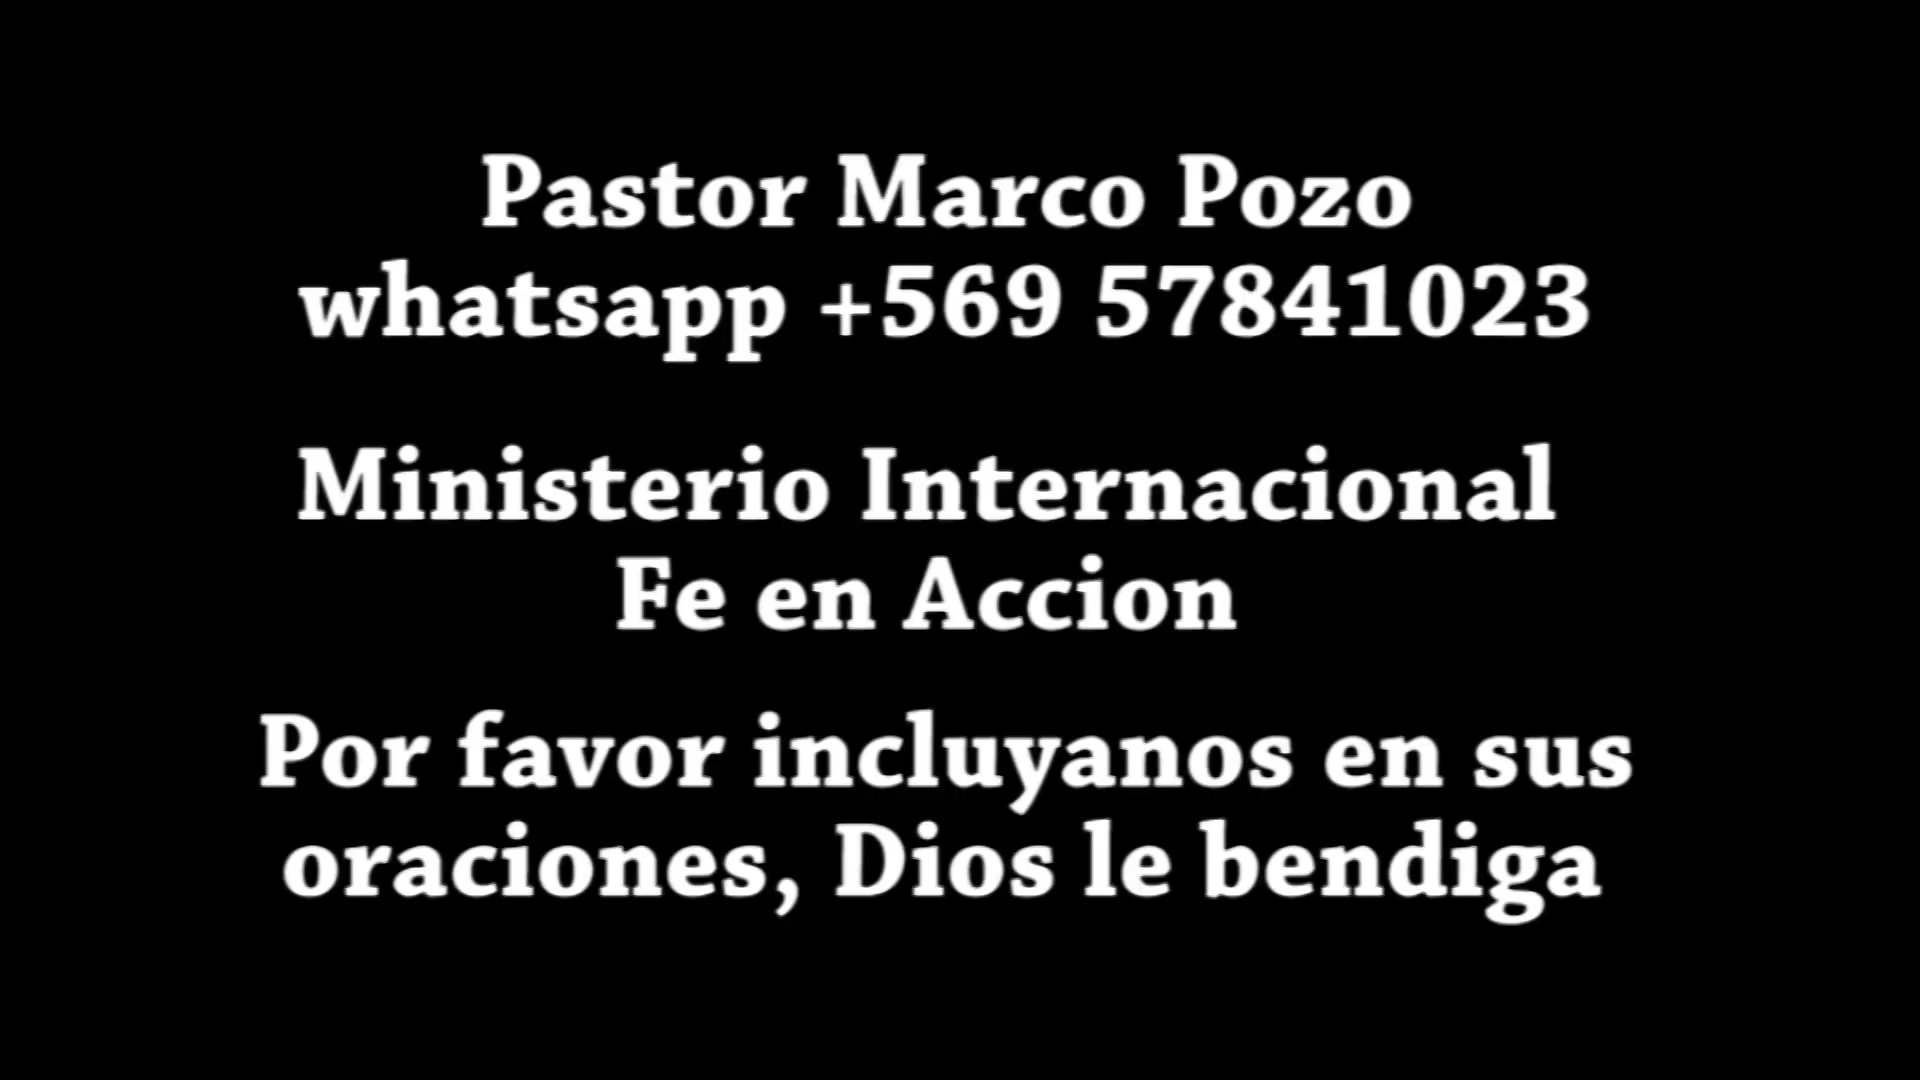 Pastor Marco Pozo
whatsapp +569 57841023
Ministerio Internacional
Fe en Accion
Por favor incluyanos en sus
oraciones, Dios le bendiga